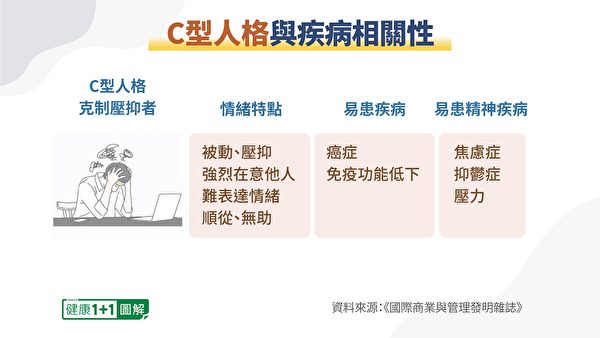 C型人格與疾病相關性
C型人格
克制壓抑者
情緒特點
易患疾病
易患精神疾病
被動、壓抑
強烈在意他人
難表達情緒
順從、無助
癌症
免疫功能低下
焦慮症
抑鬱症
壓力
健康1+1圖解
資料來源:《國際商業與管理發明雜誌》